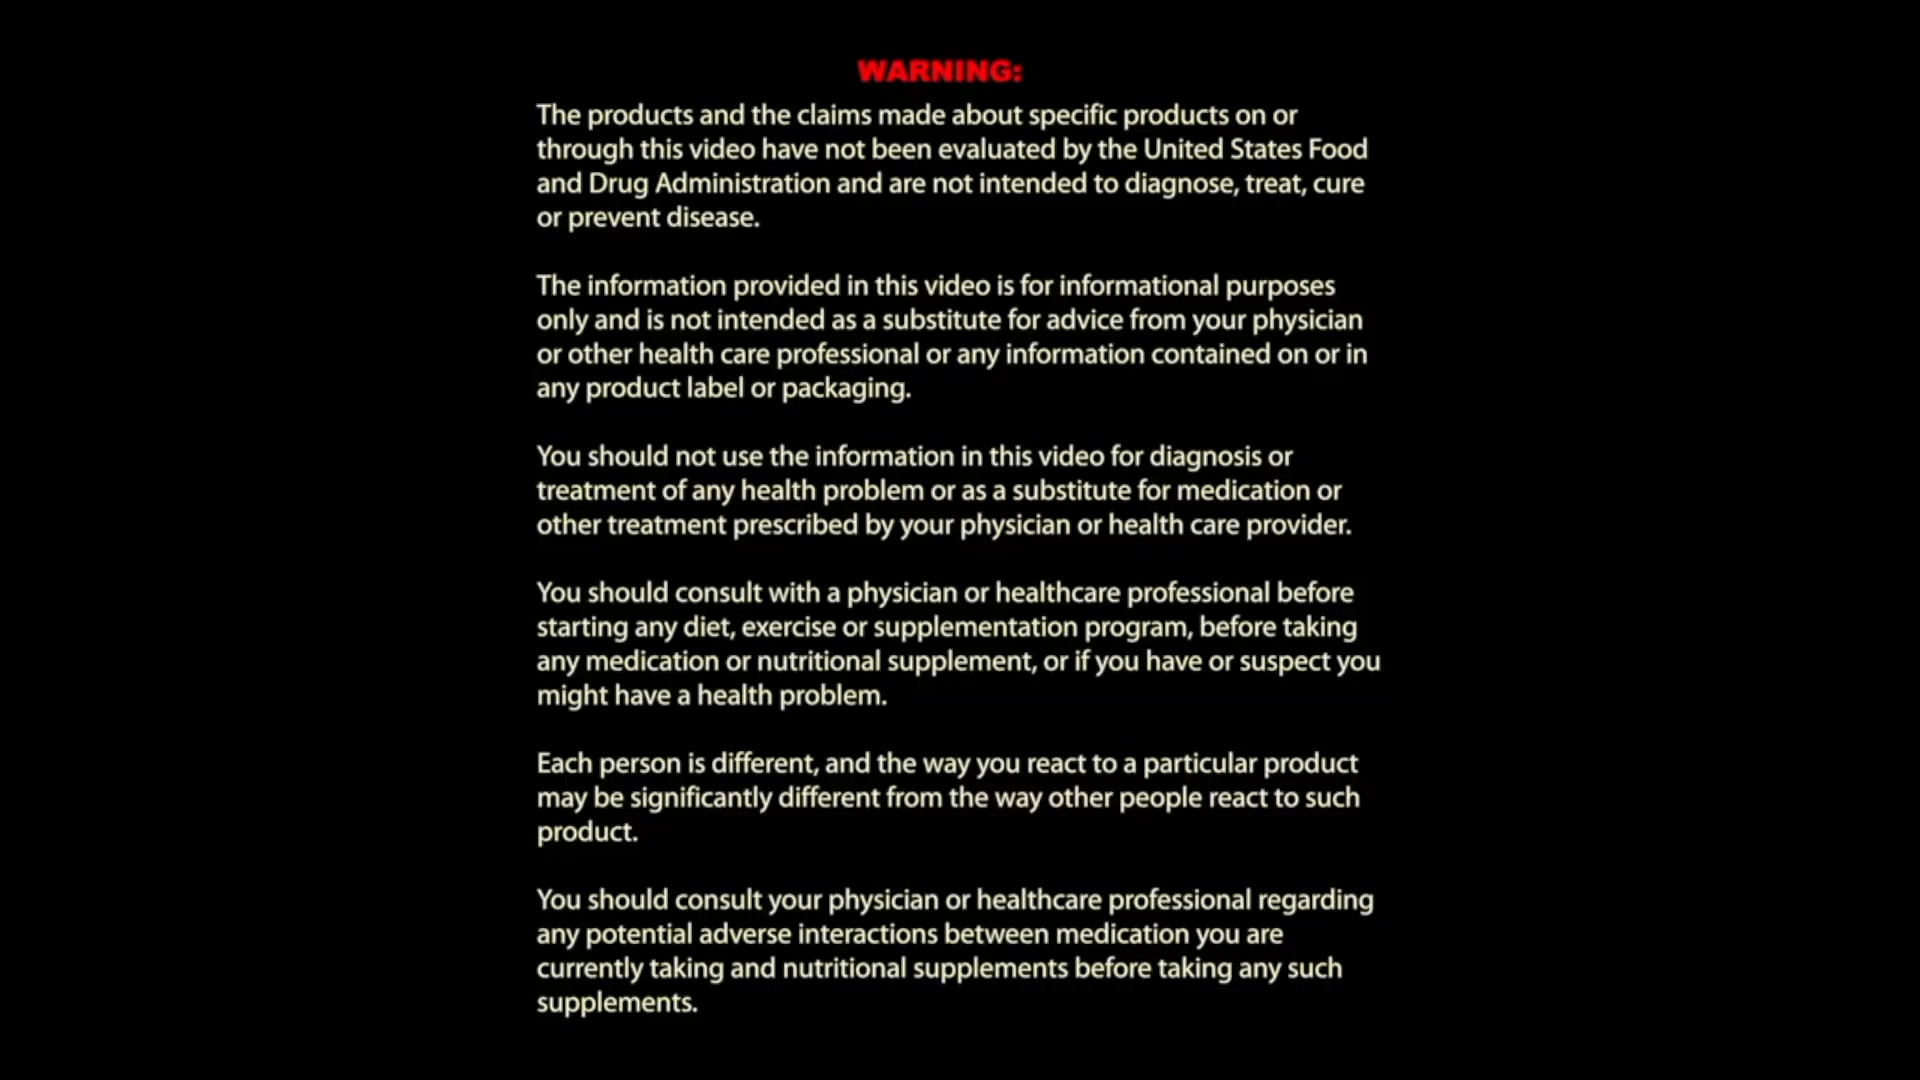 WARNING:
The products and the claims made about specific products on or
through this video have not been evaluated by the United States Food
and Drug Administration and are not intended to diagnose, treat, cure
or prevent disease.
The information provided in this video is for informational purposes
only and is not intended as a substitute for advice from your physician
or other health care professional or any information contained on or in
any product label or packaging.
You should not use the information in this video for diagnosis or
treatment of any health problem or as a substitute for medication or
other treatment prescribed by your physician or health care provider.
You should consult with a physician or healthcare professional before
starting any diet, exercise or supplementation program, before taking
any medication or nutritional supplement, or if you have or suspect you
might have a health problem.
Each person is different, and the way you react to a particular product
may be significantly different from the way other people react to such
product.
You should consult your physician or healthcare professional regarding
any potential adverse interactions between medication you are
currently taking and nutritional supplements before taking any such
supplements.